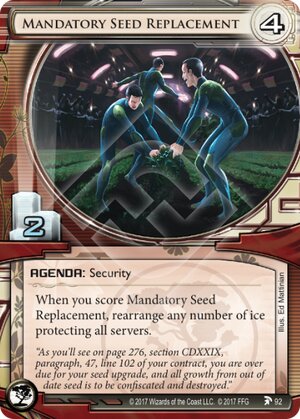 MANDATORY SEED REPLACEMENT
4
2
AGENDA: Security
When you score Mandatory Seed
Replacement, rearrange any number of ice
protecting all servers.
"As you'll see on page 276, section CDXXIX,
paragraph, 47, line 102 of your contract, you are over
due for your seed upgrade, and all growth from out of
date seed is to be confiscated and destroyed."
Illus. Ed Mattinian
© 2017 Wizards of the Coast LLC. © 2017 FFG
92